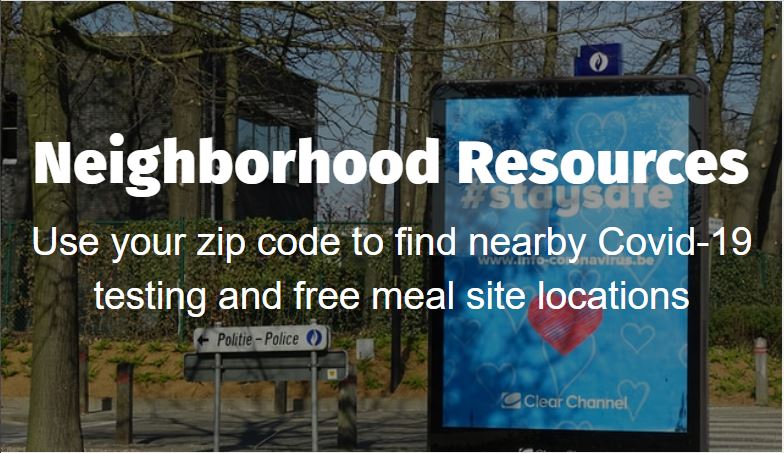 Neighborhood Resources
#staysafe
Use your zip code to find nearby Covid-19
www.info-coronavirus.be
testing and free meal site locations
Politie - Police
Clear Channel